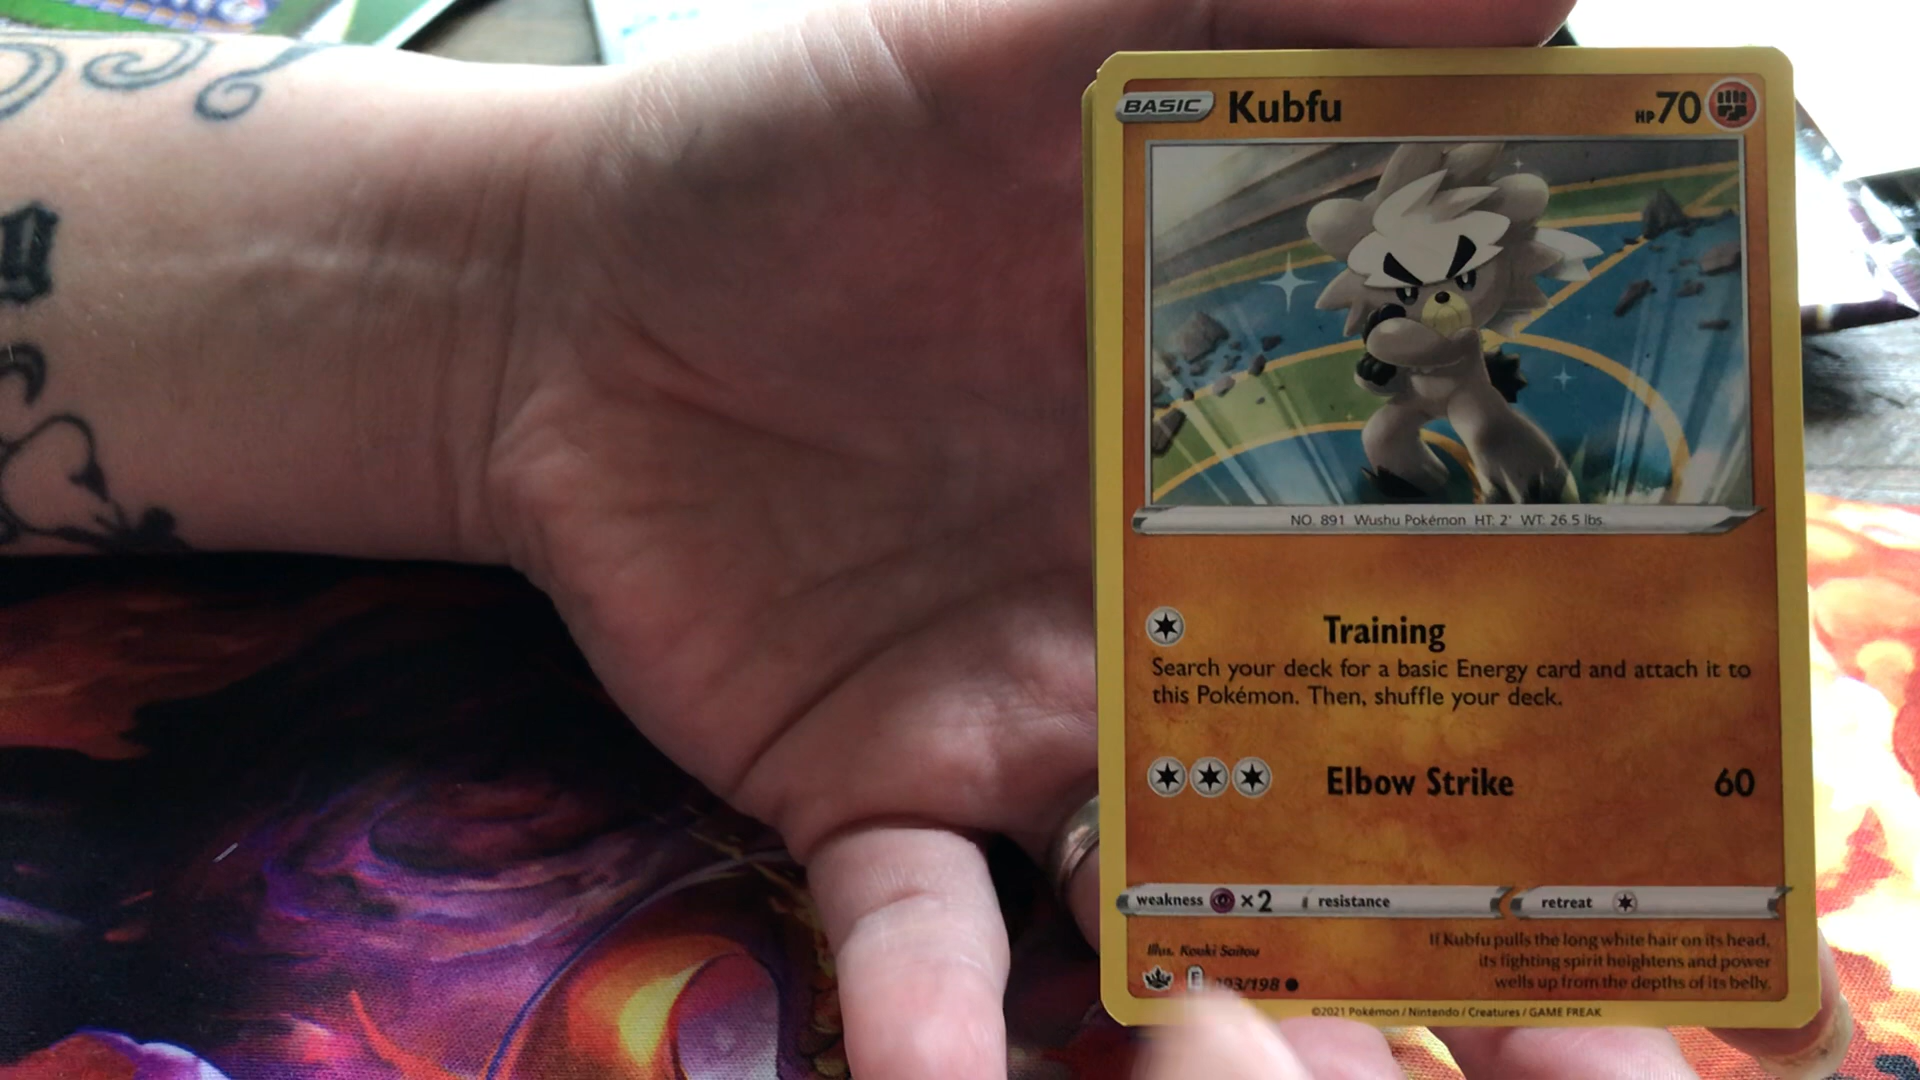 BASIC Kubfu HP 70
NO. 891 Wushu Pokémon HT: 2' WT: 26.5 lbs.
Training
Search your deck for a basic Energy card and attach it to
this Pokémon. Then, shuffle your deck.
Elbow Strike 60
weakness ×2 resistance retreat
Illus. Kouki Saitou
If Kubfu pulls the long white hair on its head,
its fighting spirit heightens and power
wells up from the depths of its belly.
E 093/198
©2021 Pokémon / Nintendo / Creatures / GAME FREAK